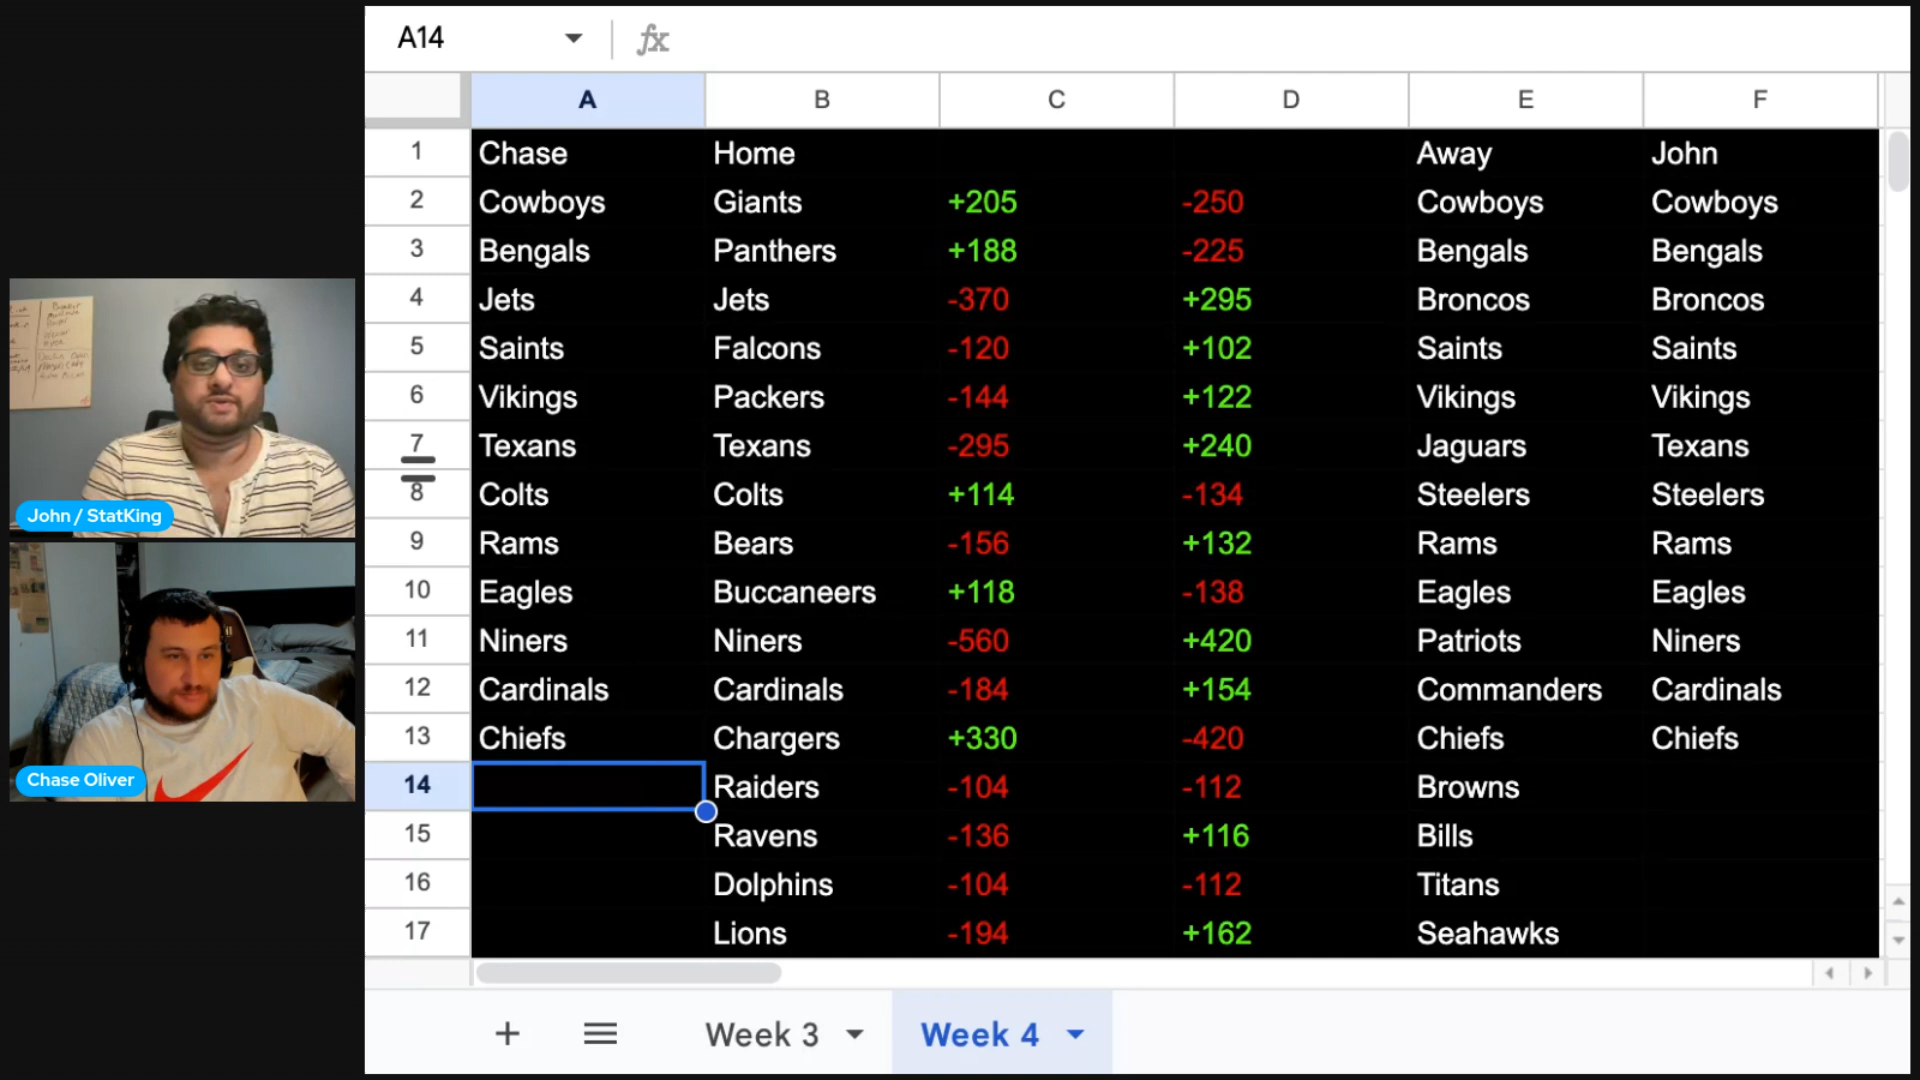 A14
fx
A B C D E F
1 Chase Home Away John
2 Cowboys Giants +205 -250 Cowboys Cowboys
3 Bengals Panthers +188 -225 Bengals Bengals
4 Jets Jets -370 +295 Broncos Broncos
5 Saints Falcons -120 +102 Saints Saints
6 Vikings Packers -144 +122 Vikings Vikings
7 Texans Texans -295 +240 Jaguars Texans
8 Colts Colts +114 -134 Steelers Steelers
9 Rams Bears -156 +132 Rams Rams
10 Eagles Buccaneers +118 -138 Eagles Eagles
11 Niners Niners -560 +420 Patriots Niners
12 Cardinals Cardinals -184 +154 Commanders Cardinals
13 Chiefs Chargers +330 -420 Chiefs Chiefs
14 Raiders -104 -112 Browns
15 Ravens -136 +116 Bills
16 Dolphins -104 -112 Titans
17 Lions -194 +162 Seahawks
Week 3 Week 4
John / StatKing
Chase Oliver